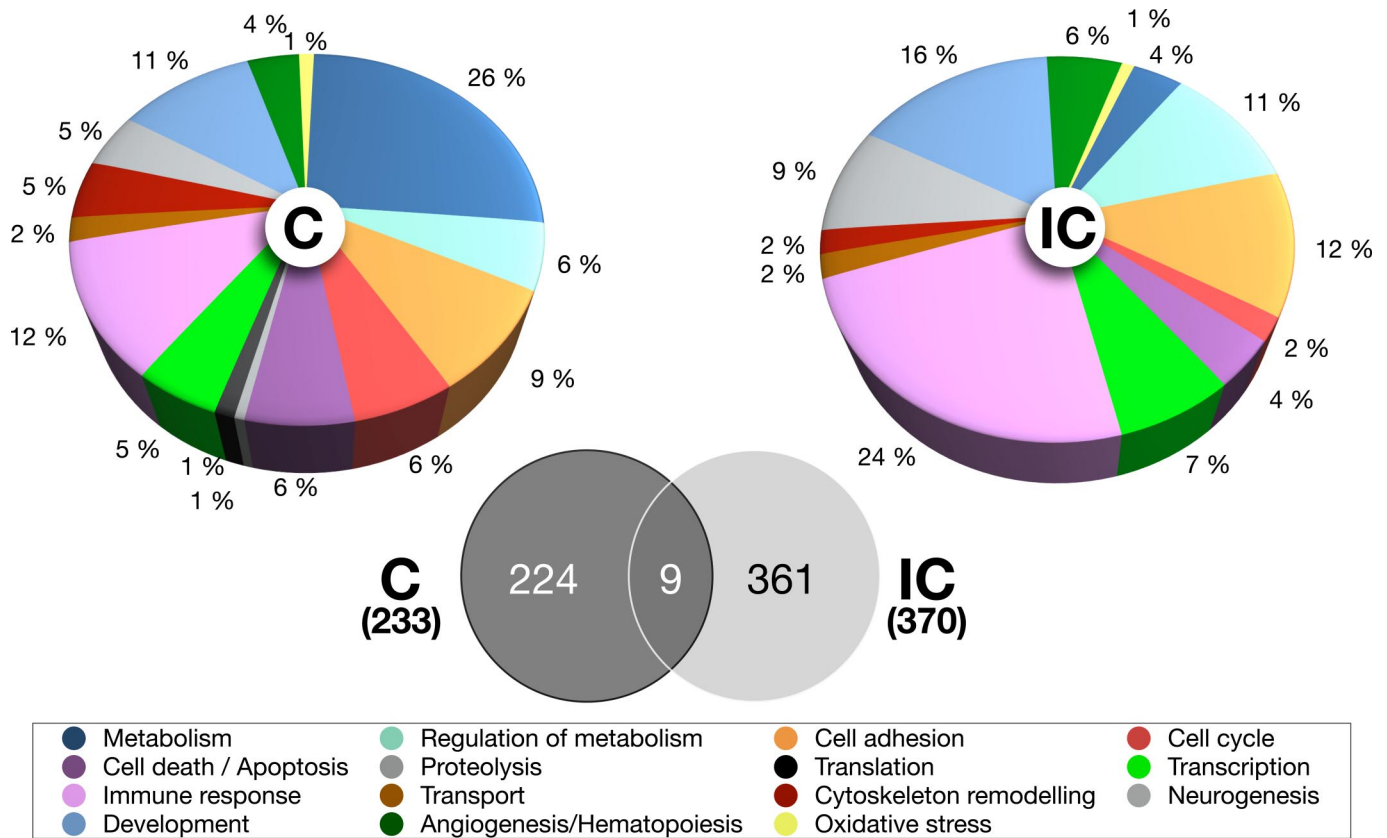 4 %
1 %
11 %
26 %
5 %
5 %
2 %
12 %
5 %
1 %
1 %
6 %
6 %
9 %
6 %
C
1 %
6 %
4 %
16 %
11 %
9 %
2 %
2 %
12 %
2 %
4 %
24 %
7 %
IC
C
(233)
224
9
361
IC
(370)
Metabolism
Regulation of metabolism
Cell adhesion
Cell cycle
Cell death / Apoptosis
Proteolysis
Translation
Transcription
Immune response
Transport
Cytoskeleton remodelling
Neurogenesis
Development
Angiogenesis/Hematopoiesis
Oxidative stress